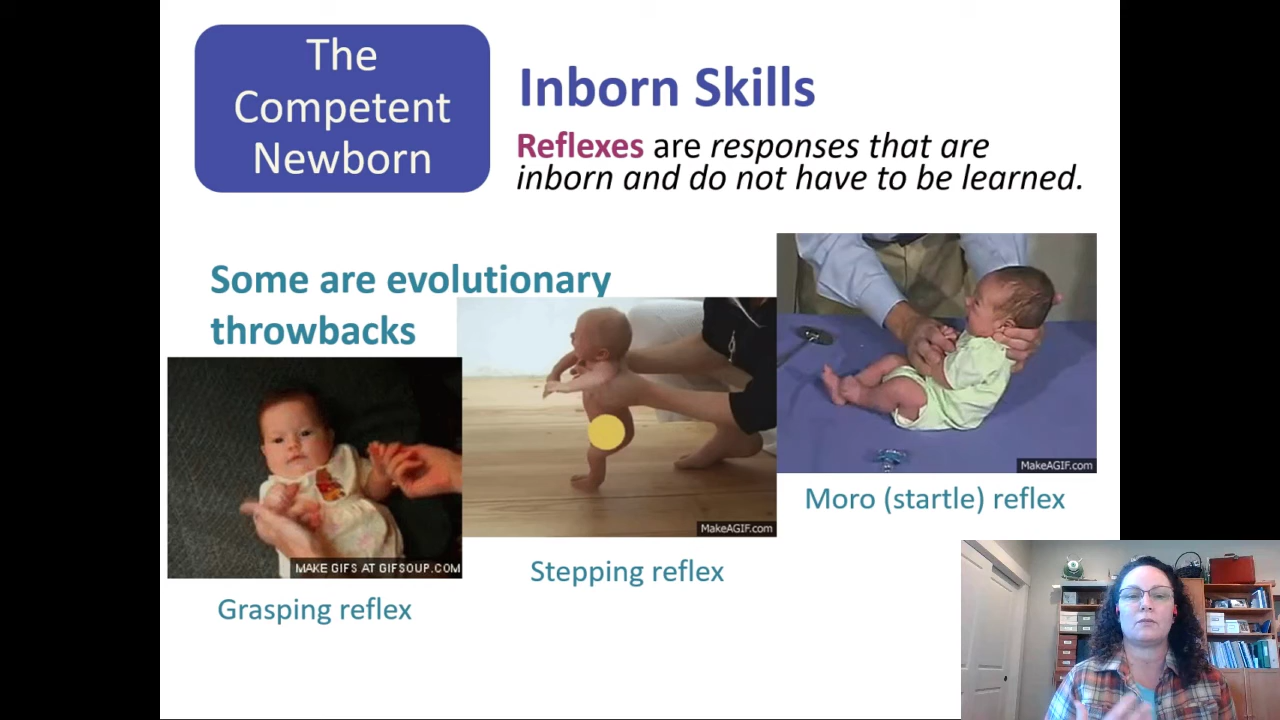 The
Competent
Newborn
Inborn Skills
Reflexes are responses that are
inborn and do not have to be learned.
Some are evolutionary
throwbacks
MAKE GIFS AT GIFSOUP.COM
Grasping reflex
MakeAGIF.com
Stepping reflex
MakeAGIF.com
Moro (startle) reflex